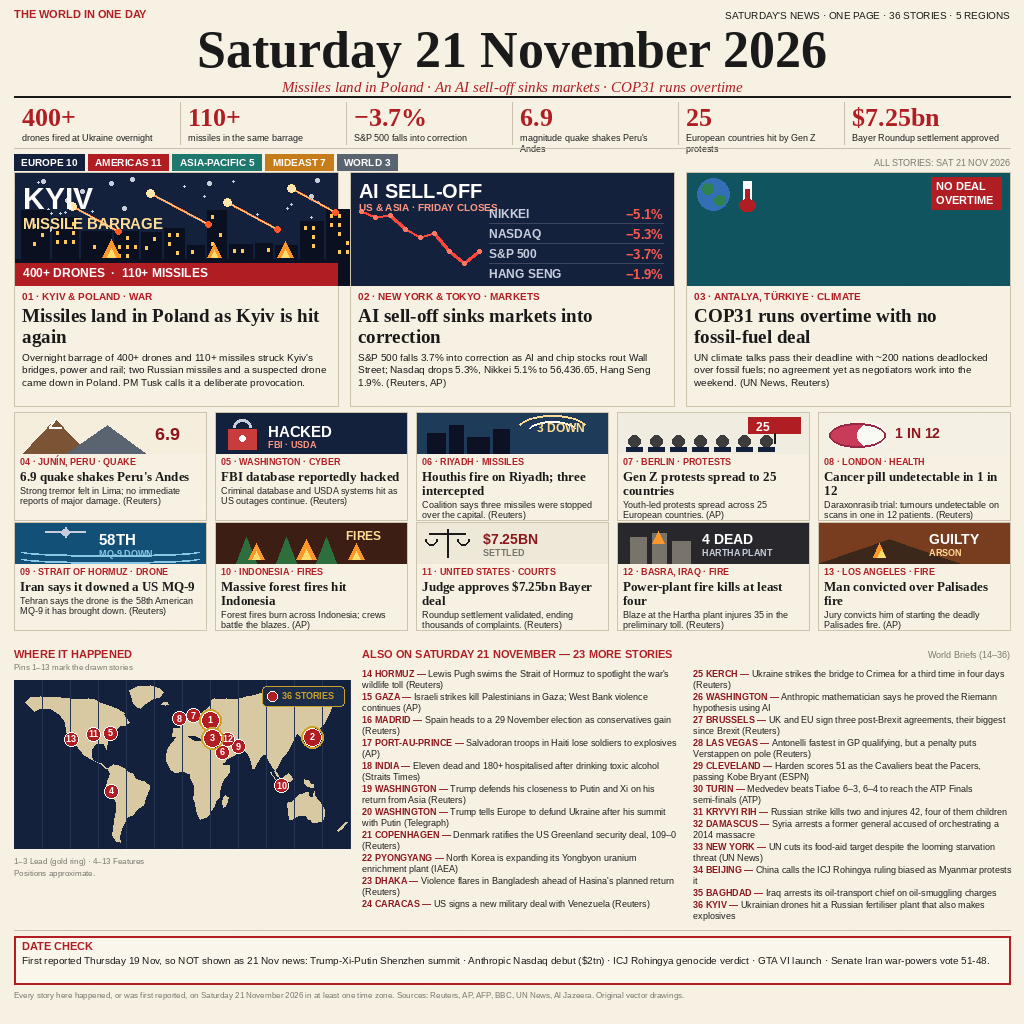 THE WORLD IN ONE DAY
SATURDAY'S NEWS · ONE PAGE · 36 STORIES · 5 REGIONS
Saturday 21 November 2026
Missiles land in Poland · An AI sell-off sinks markets · COP31 runs overtime
400+
drones fired at Ukraine overnight
110+
missiles in the same barrage
−3.7%
S&P 500 falls into correction
6.9
magnitude quake shakes Peru's
Andes
25
European countries hit by Gen Z
protests
$7.25bn
Bayer Roundup settlement approved
EUROPE 10
AMERICAS 11
ASIA-PACIFIC 5
MIDEAST 7
WORLD 3
ALL STORIES: SAT 21 NOV 2026
KYIV
MISSILE BARRAGE
400+ DRONES · 110+ MISSILES
01 · KYIV & POLAND · WAR
Missiles land in Poland as Kyiv is hit
again
Overnight barrage of 400+ drones and 110+ missiles struck Kyiv's
bridges, power and rail; two Russian missiles and a suspected drone
came down in Poland. PM Tusk calls it a deliberate provocation.
AI SELL-OFF
US & ASIA · FRIDAY CLOSES
NIKKEI −5.1%
NASDAQ −5.3%
S&P 500 −3.7%
HANG SENG −1.9%
02 · NEW YORK & TOKYO · MARKETS
AI sell-off sinks markets into
correction
S&P 500 falls 3.7% into correction as AI and chip stocks rout Wall
Street; Nasdaq drops 5.3%, Nikkei 5.1% to 56,436.65, Hang Seng
1.9%. (Reuters, AP)
NO DEAL
OVERTIME
03 · ANTALYA, TÜRKIYE · CLIMATE
COP31 runs overtime with no
fossil-fuel deal
UN climate talks pass their deadline with ~200 nations deadlocked
over fossil fuels; no agreement yet as negotiators work into the
weekend. (UN News, Reuters)
6.9
04 · JUNÍN, PERU · QUAKE
6.9 quake shakes Peru's Andes
Strong tremor felt in Lima; no immediate
reports of major damage. (Reuters)
HACKED
FBI · USDA
05 · WASHINGTON · CYBER
FBI database reportedly hacked
Criminal database and USDA systems hit as
US outages continue. (Reuters)
3 DOWN
06 · RIYADH · MISSILES
Houthis fire on Riyadh; three
intercepted
Coalition says three missiles were stopped
over the capital. (Reuters)
25
07 · BERLIN · PROTESTS
Gen Z protests spread to 25
countries
Youth-led protests spread across 25
European countries. (AP)
1 IN 12
08 · LONDON · HEALTH
Cancer pill undetectable in 1 in
12
Daraxonrasib trial: tumours undetectable on
scans in one in 12 patients. (Reuters)
58TH
MQ-9 DOWN
09 · STRAIT OF HORMUZ · DRONE
Iran says it downed a US MQ-9
Tehran says the drone is the 58th American
MQ-9 it has brought down. (Reuters)
FIRES
10 · INDONESIA · FIRES
Massive forest fires hit
Indonesia
Forest fires burn across Indonesia; crews
battle the blazes. (AP)
$7.25BN
SETTLED
11 · UNITED STATES · COURTS
Judge approves $7.25bn Bayer
deal
Roundup settlement validated, ending
thousands of complaints. (Reuters)
4 DEAD
HARTHA PLANT
12 · BASRA, IRAQ · FIRE
Power-plant fire kills at least
four
Blaze at the Hartha plant injures 35 in the
preliminary toll. (Reuters)
GUILTY
ARSON
13 · LOS ANGELES · FIRE
Man convicted over Palisades
fire
Jury convicts him of starting the deadly
Palisades fire. (AP)
WHERE IT HAPPENED
Pins 1–13 mark the drawn stories
36 STORIES
8 7 1
13 11 5 3 12 9 2
6
4 10
1–3 Lead (gold ring) · 4–13 Features
Positions approximate.
ALSO ON SATURDAY 21 NOVEMBER — 23 MORE STORIES
World Briefs (14–36)
14 HORMUZ — Lewis Pugh swims the Strait of Hormuz to spotlight the war's
wildlife toll (Reuters)
15 GAZA — Israeli strikes kill Palestinians in Gaza; West Bank violence
continues (AP)
16 MADRID — Spain heads to a 29 November election as conservatives gain
(Reuters)
17 PORT-AU-PRINCE — Salvadoran troops in Haiti lose soldiers to explosives
(AP)
18 INDIA — Eleven dead and 180+ hospitalised after drinking toxic alcohol
(Straits Times)
19 WASHINGTON — Trump defends his closeness to Putin and Xi on his
return from Asia (Reuters)
20 WASHINGTON — Trump tells Europe to defund Ukraine after his summit
with Putin (Telegraph)
21 COPENHAGEN — Denmark ratifies the US Greenland security deal, 109–0
(Reuters)
22 PYONGYANG — North Korea is expanding its Yongbyon uranium
enrichment plant (IAEA)
23 DHAKA — Violence flares in Bangladesh ahead of Hasina's planned return
(Reuters)
24 CARACAS — US signs a new military deal with Venezuela (Reuters)
25 KERCH — Ukraine strikes the bridge to Crimea for a third time in four days
(Reuters)
26 WASHINGTON — Anthropic mathematician says he proved the Riemann
hypothesis using AI
27 BRUSSELS — UK and EU sign three post-Brexit agreements, their biggest
since Brexit (Reuters)
28 LAS VEGAS — Antonelli fastest in GP qualifying, but a penalty puts
Verstappen on pole (Reuters)
29 CLEVELAND — Harden scores 51 as the Cavaliers beat the Pacers,
passing Kobe Bryant (ESPN)
30 TURIN — Medvedev beats Tiafoe 6–3, 6–4 to reach the ATP Finals
semi-finals (ATP)
31 KRYVYI RIH — Russian strike kills two and injures 42, four of them children
32 DAMASCUS — Syria arrests a former general accused of orchestrating a
2014 massacre
33 NEW YORK — UN cuts its food-aid target despite the looming starvation
threat (UN News)
34 BEIJING — China calls the ICJ Rohingya ruling biased as Myanmar protests
it
35 BAGHDAD — Iraq arrests its oil-transport chief on oil-smuggling charges
36 KYIV — Ukrainian drones hit a Russian fertiliser plant that also makes
explosives
DATE CHECK
First reported Thursday 19 Nov, so NOT shown as 21 Nov news: Trump-Xi-Putin Shenzhen summit · Anthropic Nasdaq debut ($2tn) · ICJ Rohingya genocide verdict · GTA VI launch · Senate Iran war-powers vote 51-48.
Every story here happened, or was first reported, on Saturday 21 November 2026 in at least one time zone. Sources: Reuters, AP, AFP, BBC, UN News, Al Jazeera. Original vector drawings.